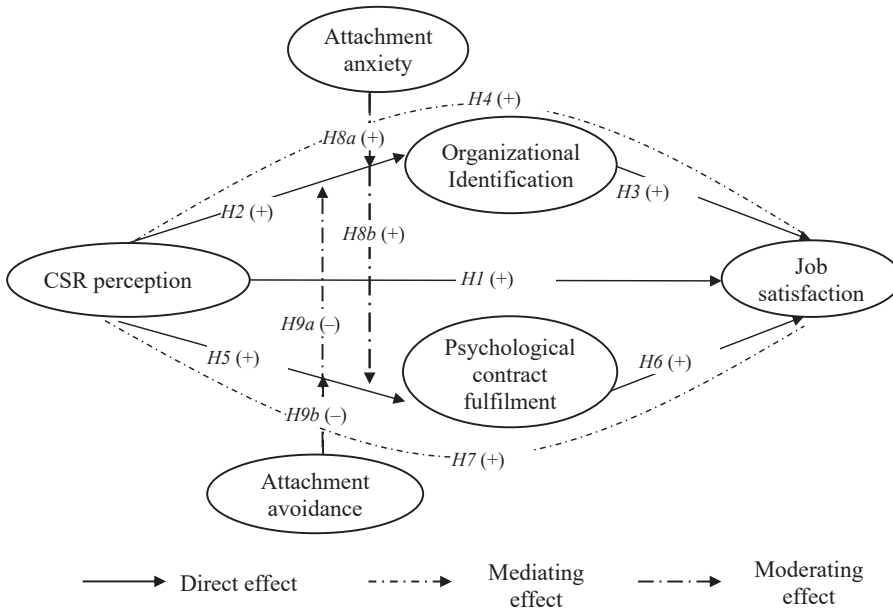 Attachment
anxiety
H4 (+)
H8a (+)
Organizational
Identification
H3 (+)
H2 (+)
H8b (+)
CSR perception
H1 (+)
Job
satisfaction
H9a (–)
H5 (+)
Psychological
contract
fulfilment
H6 (+)
H9b (–)
H7 (+)
Attachment
avoidance
Direct effect
Mediating
effect
Moderating
effect